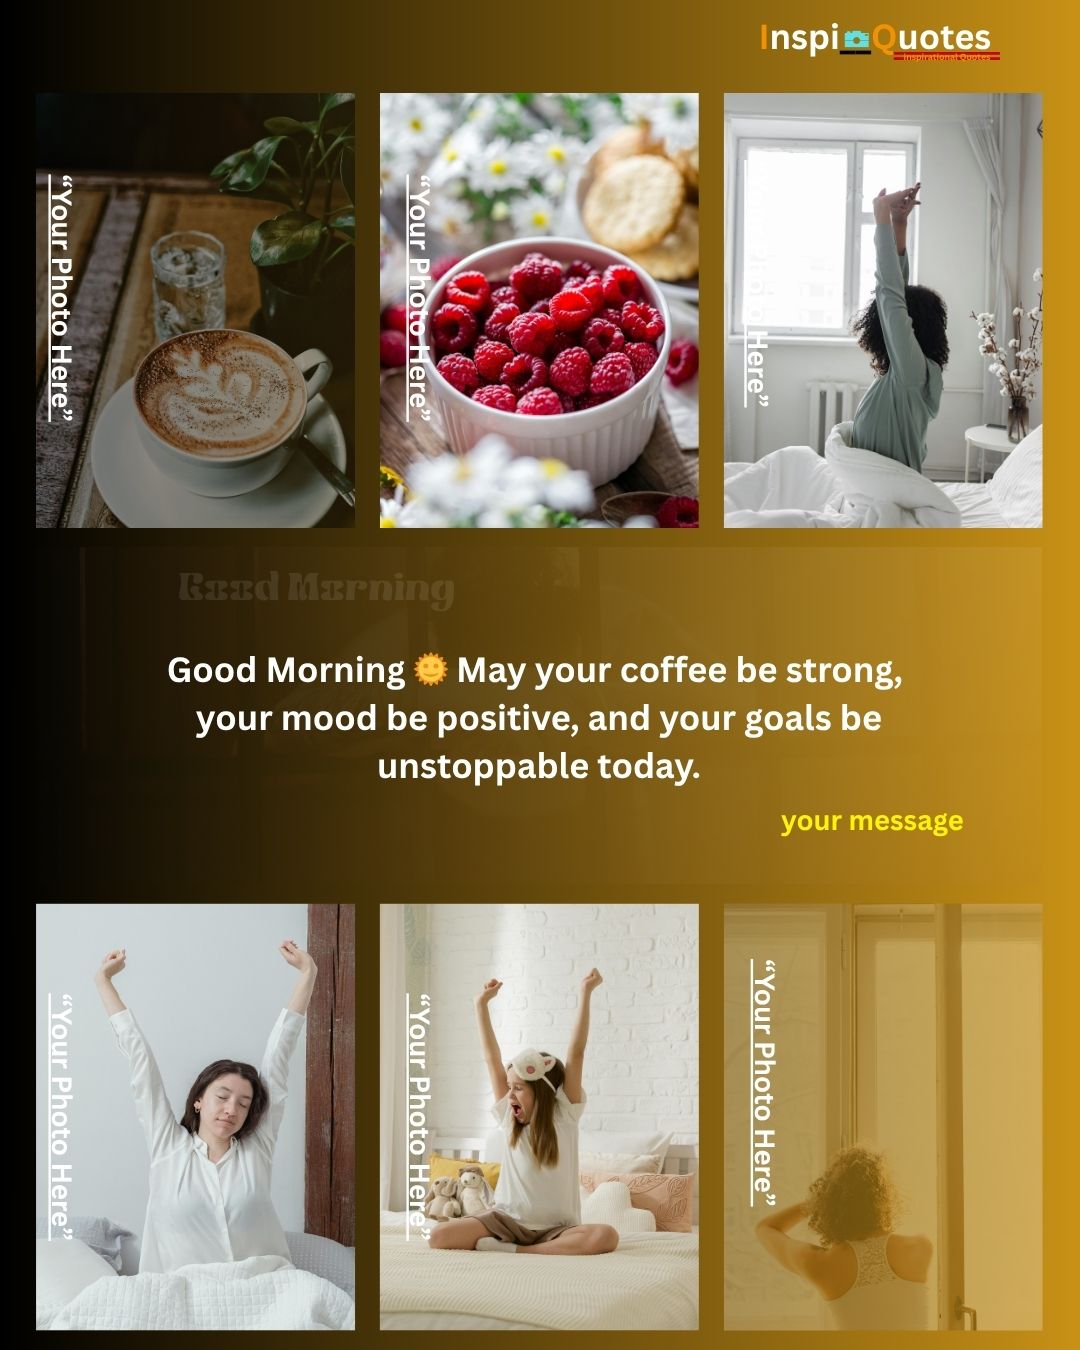 InspiQuotes
Inspirational Quotes
“Your Photo Here”
“Your Photo Here”
Here”
Good Morning
Good Morning 🌞 May your coffee be strong,
your mood be positive, and your goals be
unstoppable today.
your message
“Your Photo Here”
“Your Photo Here”
“Your Photo Here”